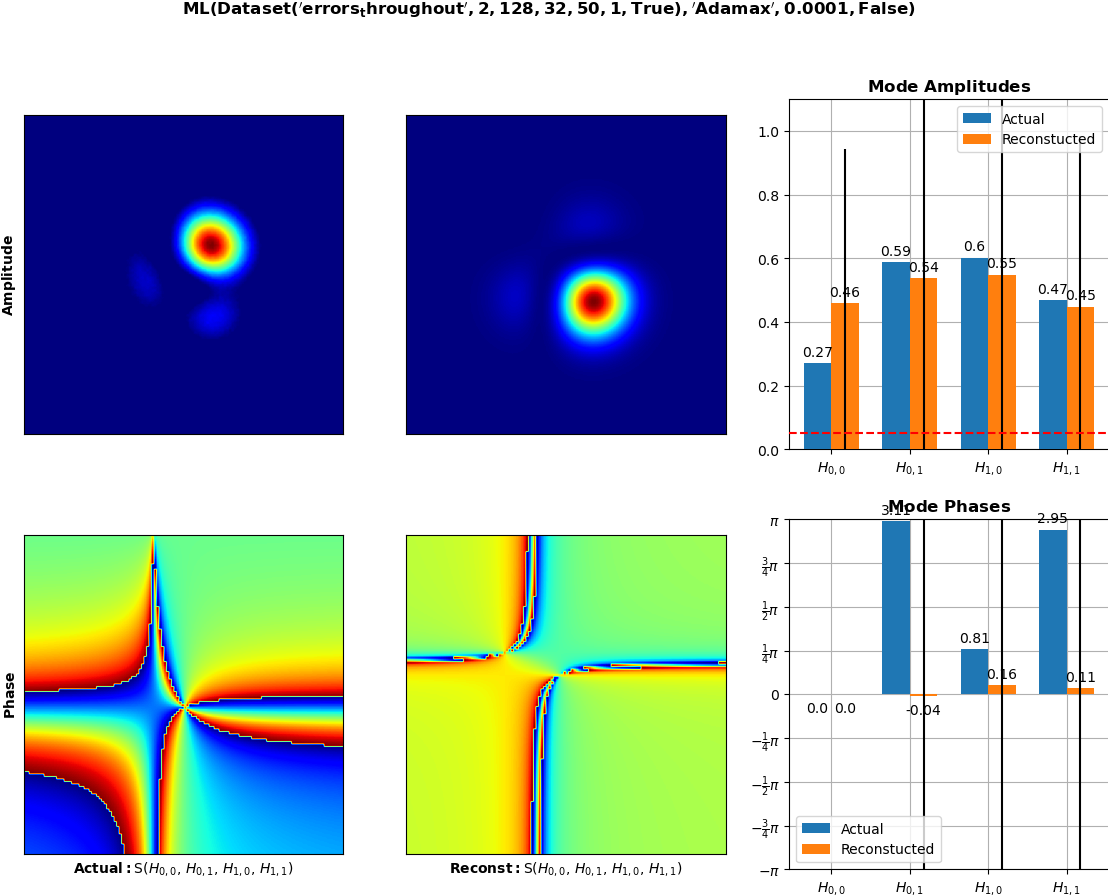 ML(Dataset('errors_throughout', 2, 128, 32, 50, 1, True), 'Adamax', 0.0001, False)
Amplitude
Mode Amplitudes
Actual
Reconstucted
1.0
0.8
0.6
0.4
0.2
0.0
0.27
0.46
0.59
0.54
0.6
0.55
0.47
0.45
H0,0
H0,1
H1,0
H1,1
Phase
Actual: S(H0,0, H0,1, H1,0, H1,1)
Reconst: S(H0,0, H0,1, H1,0, H1,1)
Mode Phases
π
3/4π
1/2π
1/4π
0
−1/4π
−1/2π
−3/4π
−π
0.0
0.0
3.11
-0.04
0.81
0.16
2.95
0.11
Actual
Reconstucted
H0,0
H0,1
H1,0
H1,1